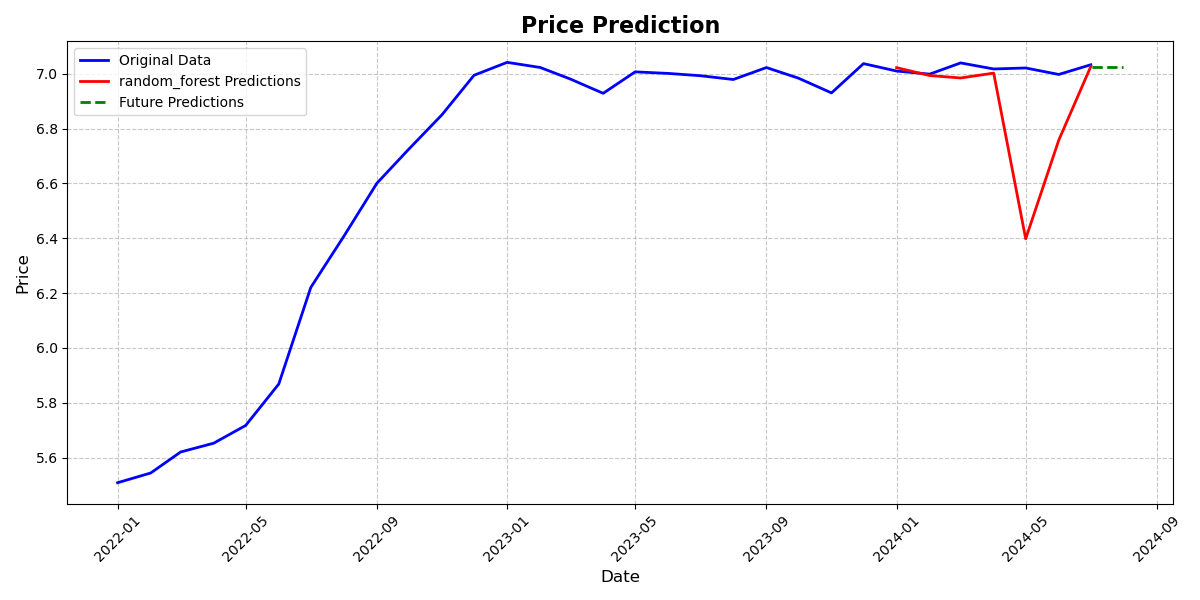 Price Prediction
Original Data
random_forest Predictions
Future Predictions
Price
7.0
6.8
6.6
6.4
6.2
6.0
5.8
5.6
2022-01
2022-05
2022-09
2023-01
2023-05
2023-09
2024-01
2024-05
2024-09
Date